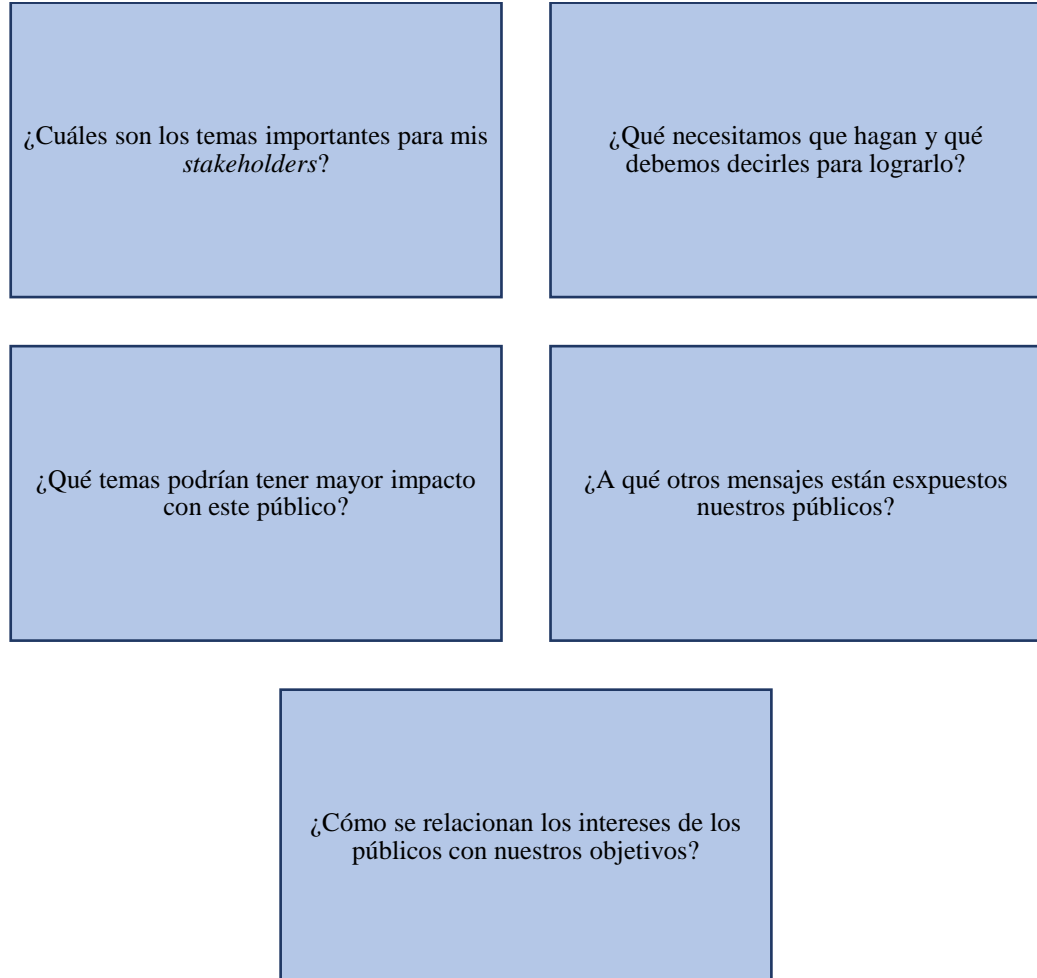 ¿Cuáles son los temas importantes para mis
stakeholders?
¿Qué necesitamos que hagan y qué
debemos decirles para lograrlo?
¿Qué temas podrían tener mayor impacto
con este público?
¿A qué otros mensajes están esxpuestos
nuestros públicos?
¿Cómo se relacionan los intereses de los
públicos con nuestros objetivos?